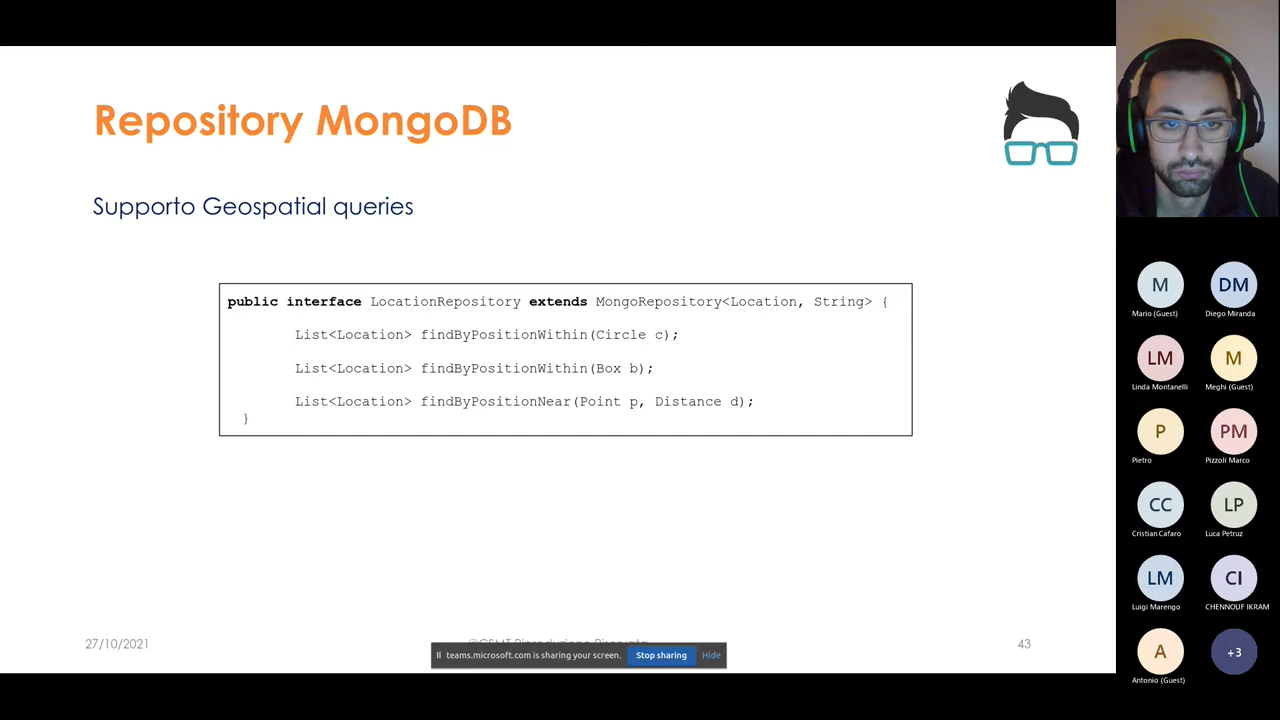 Repository MongoDB
Supporto Geospatial queries
public interface LocationRepository extends MongoRepository<Location, String> {
List<Location> findByPositionWithin(Circle c);
List<Location> findByPositionWithin(Box b);
List<Location> findByPositionNear(Point p, Distance d);
}
27/10/2021
43
teams.microsoft.com is sharing your screen.
Stop sharing
Hide
M
DM
Mario (Guest)
Diego Miranda
LM
M
Linda Montanelli
Meghi (Guest)
P
PM
Pietro
Pizzoli Marco
CC
LP
Cristian Cafaro
Luca Petruz
LM
CI
Luigi Marengo
CHENNOUF IKRAM
A
+3
Antonio (Guest)